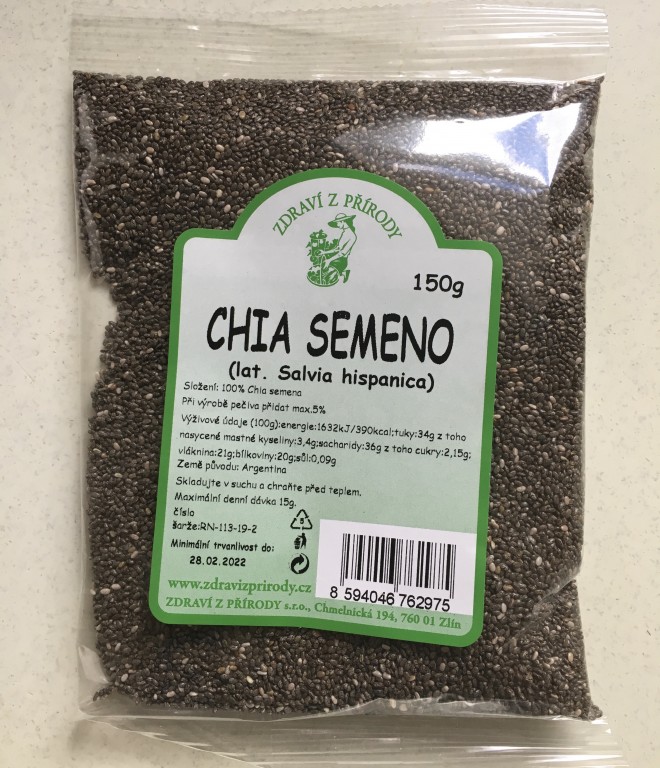 ZDRAVÍ Z PŘÍRODY
150g
CHIA SEMENO
(lat. Salvia hispanica)
Složení: 100% Chia semena
Při výrobě pečiva přidat max.5%
Výživové údaje (100g):energie:1632kJ/390kcal;tuky:34g z toho
nasycené mastné kyseliny:3,4g;sacharidy:36g z toho cukry:2,15g;
vláknina:21g;bílkoviny:20g;sůl:0,09g
Země původu: Argentina
Skladujte v suchu a chraňte před teplem.
Maximální denní dávka 15g.
číslo
šarže:RN-113-19-2
5
Minimální trvanlivost do:
28.02.2022
8 594046 762975
www.zdravizprirody.cz
ZDRAVÍ Z PŘÍRODY s.r.o., Chmelnická 194, 760 01 Zlín